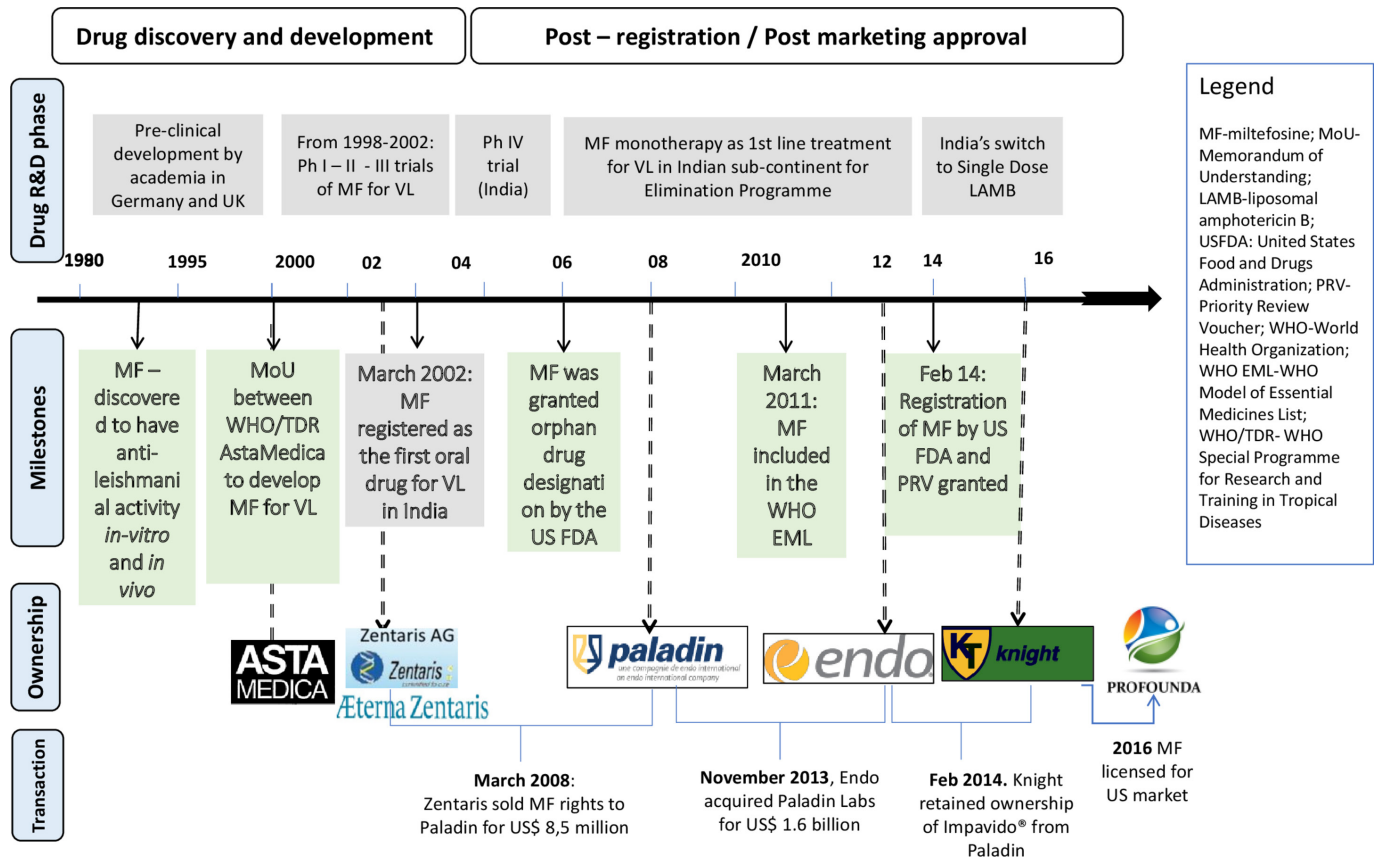 Drug discovery and development
Post – registration / Post marketing approval
Drug R&D phase
Pre-clinical
development by
academia in
Germany and UK
From 1998-2002:
Ph I – II - III trials
of MF for VL
Ph IV
trial
(India)
MF monotherapy as 1st line treatment
for VL in Indian sub-continent for
Elimination Programme
India’s switch
to Single Dose
LAMB
1995
2000
02
04
06
08
2010
12
14
16
Milestones
MF –
discovere
d to have
anti-
leishmani
al activity
in-vitro
and in
vivo
MoU
between
WHO/TDR
AstaMedica
to develop
MF for VL
March 2002:
MF
registered as
the first oral
drug for VL
in India
MF was
granted
orphan
drug
designati
on by the
US FDA
March
2011:
MF
included
in the
WHO
EML
Feb 14:
Registration
of MF by US
FDA and
PRV granted
Ownership
ASTA
MEDICA
Zentaris AG
Zentaris
Æterna Zentaris
paladin
une compagnie de endo international
an endo international company
endo
KT knight
PROFOUNDA
Transaction
March 2008:
Zentaris sold MF rights to
Paladin for US$ 8,5 million
November 2013, Endo
acquired Paladin Labs
for US$ 1.6 billion
Feb 2014. Knight
retained ownership
of Impavido® from
Paladin
2016 MF
licensed for
US market
Legend
MF-miltefosine; MoU-
Memorandum of
Understanding;
LAMB-liposomal
amphotericin B;
USFDA: United States
Food and Drugs
Administration; PRV-
Priority Review
Voucher; WHO-World
Health Organization;
WHO EML-WHO
Model of Essential
Medicines List;
WHO/TDR- WHO
Special Programme
for Research and
Training in Tropical
Diseases